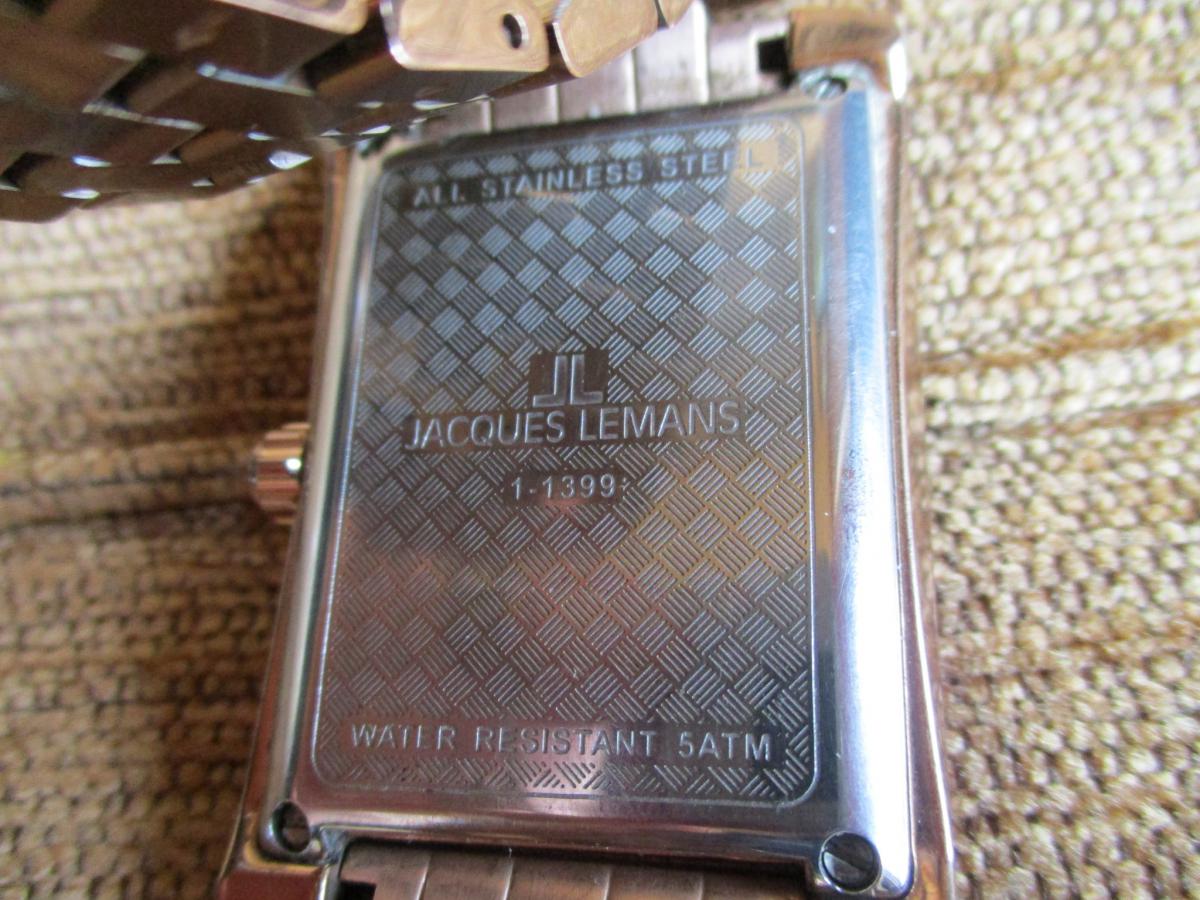 ALL STAINLESS STEEL
JL
JACQUES LEMANS
1-1399
WATER RESISTANT 5ATM